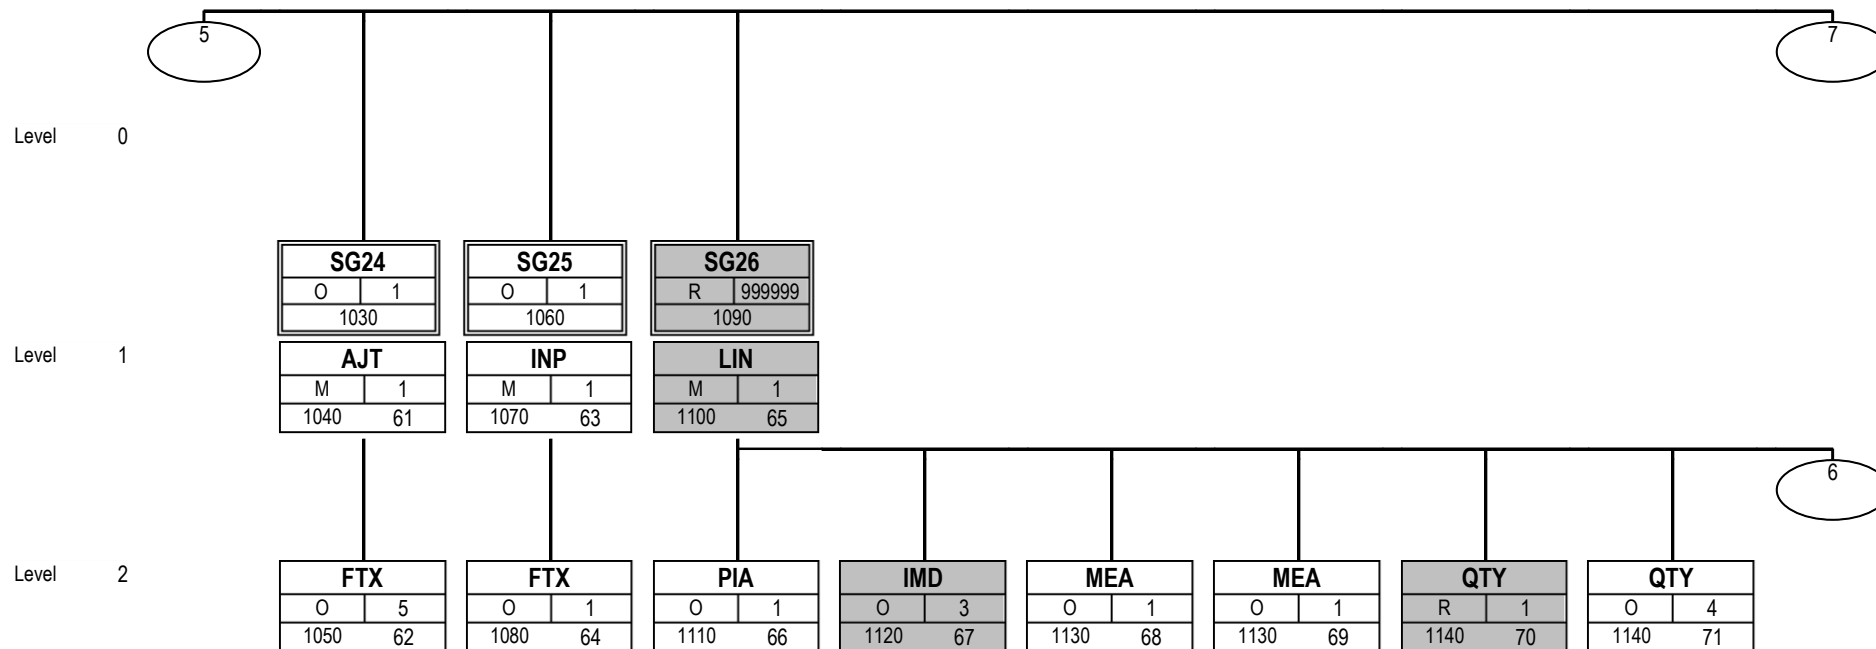 5 7
Level 0
SG24 SG25 SG26
O 1 O 1 R 999999
1030 1060 1090
Level 1
AJT INP LIN
M 1 M 1 M 1
1040 61 1070 63 1100 65
6
Level 2
FTX FTX PIA IMD MEA MEA QTY QTY
O 5 O 1 O 1 O 3 O 1 O 1 R 1 O 4
1050 62 1080 64 1110 66 1120 67 1130 68 1130 69 1140 70 1140 71